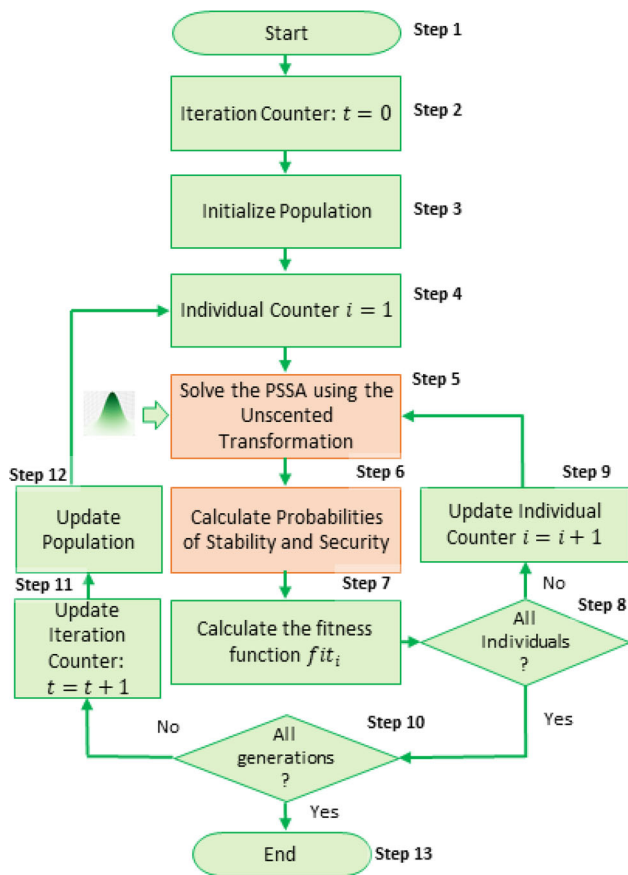 Start
Step 1
Iteration Counter: t = 0
Step 2
Initialize Population
Step 3
Individual Counter i = 1
Step 4
Step 5
Solve the PSSA using the
Unscented
Transformation
Step 6
Calculate Probabilities
of Stability and Security
Step 7
Calculate the fitness
function fit_i
Step 8
All
Individuals
?
No
Step 9
Update Individual
Counter i = i + 1
Yes
Step 10
All
generations
?
No
Step 11
Update
Iteration
Counter:
t = t + 1
Step 12
Update
Population
Yes
End
Step 13